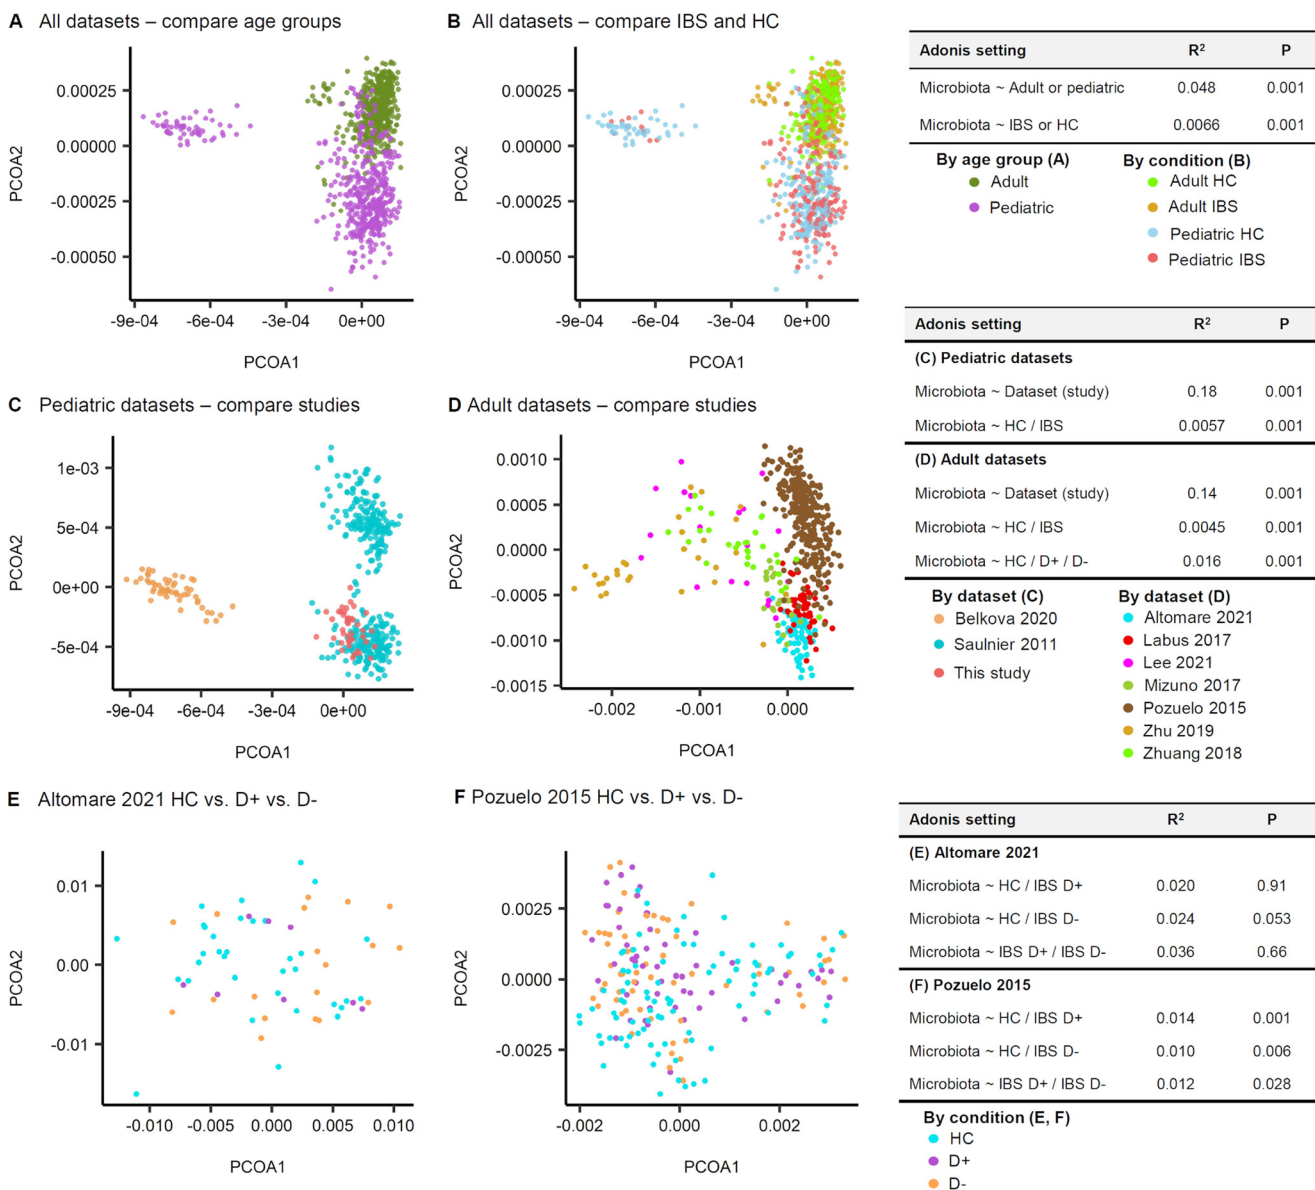 A All datasets – compare age groups
PCOA2
0.00025
0.00000
-0.00025
-0.00050
-9e-04 -6e-04 -3e-04 0e+00
PCOA1
B All datasets – compare IBS and HC
PCOA2
0.00025
0.00000
-0.00025
-0.00050
-9e-04 -6e-04 -3e-04 0e+00
PCOA1
Adonis setting R² P
Microbiota ~ Adult or pediatric 0.048 0.001
Microbiota ~ IBS or HC 0.0066 0.001
By age group (A)
Adult
Pediatric
By condition (B)
Adult HC
Adult IBS
Pediatric HC
Pediatric IBS
C Pediatric datasets – compare studies
PCOA2
1e-03
5e-04
0e+00
-5e-04
-9e-04 -6e-04 -3e-04 0e+00
PCOA1
D Adult datasets – compare studies
PCOA2
0.0010
0.0005
0.0000
-0.0005
-0.0010
-0.0015
-0.002 -0.001 0.000
PCOA1
Adonis setting R² P
(C) Pediatric datasets
Microbiota ~ Dataset (study) 0.18 0.001
Microbiota ~ HC / IBS 0.0057 0.001
(D) Adult datasets
Microbiota ~ Dataset (study) 0.14 0.001
Microbiota ~ HC / IBS 0.0045 0.001
Microbiota ~ HC / D+ / D- 0.016 0.001
By dataset (C)
Belkova 2020
Saulnier 2011
This study
By dataset (D)
Altomare 2021
Labus 2017
Lee 2021
Mizuno 2017
Pozuelo 2015
Zhu 2019
Zhuang 2018
E Altomare 2021 HC vs. D+ vs. D-
PCOA2
0.01
0.00
-0.01
-0.010 -0.005 0.000 0.005 0.010
PCOA1
F Pozuelo 2015 HC vs. D+ vs. D-
PCOA2
0.0025
0.0000
-0.0025
-0.002 0.000 0.002
PCOA1
Adonis setting R² P
(E) Altomare 2021
Microbiota ~ HC / IBS D+ 0.020 0.91
Microbiota ~ HC / IBS D- 0.024 0.053
Microbiota ~ IBS D+ / IBS D- 0.036 0.66
(F) Pozuelo 2015
Microbiota ~ HC / IBS D+ 0.014 0.001
Microbiota ~ HC / IBS D- 0.010 0.006
Microbiota ~ IBS D+ / IBS D- 0.012 0.028
By condition (E, F)
HC
D+
D-